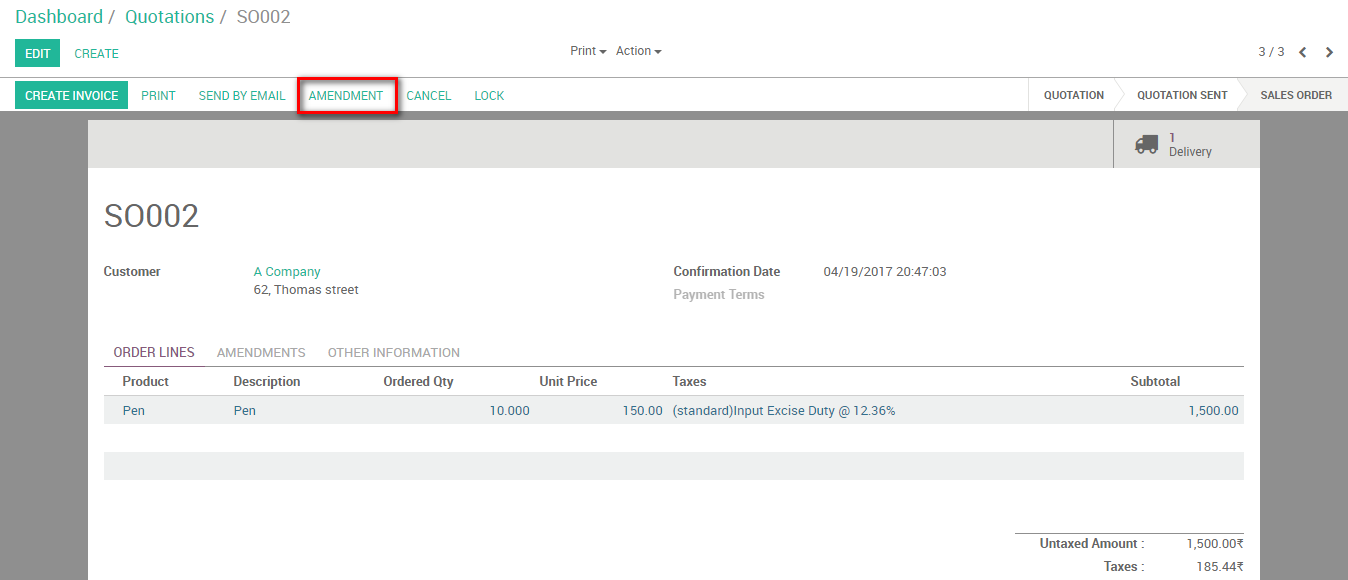 Dashboard / Quotations / SO002
EDIT CREATE Print Action 3 / 3
CREATE INVOICE PRINT SEND BY EMAIL AMENDMENT CANCEL LOCK QUOTATION QUOTATION SENT SALES ORDER
1
Delivery
SO002
Customer A Company Confirmation Date 04/19/2017 20:47:03
62, Thomas street Payment Terms
ORDER LINES AMENDMENTS OTHER INFORMATION
Product Description Ordered Qty Unit Price Taxes Subtotal
Pen Pen 10.000 150.00 (standard)Input Excise Duty @ 12.36% 1,500.00
Untaxed Amount : 1,500.00₹
Taxes : 185.44₹